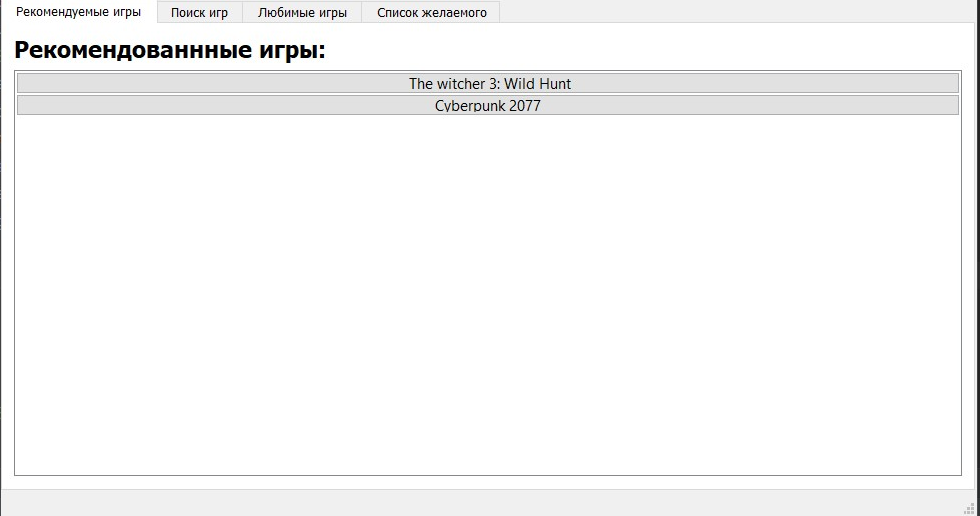 Рекомендуемые игры Поиск игр Любимые игры Список желаемого
Рекомендованнные игры:
The witcher 3: Wild Hunt
Cyberpunk 2077